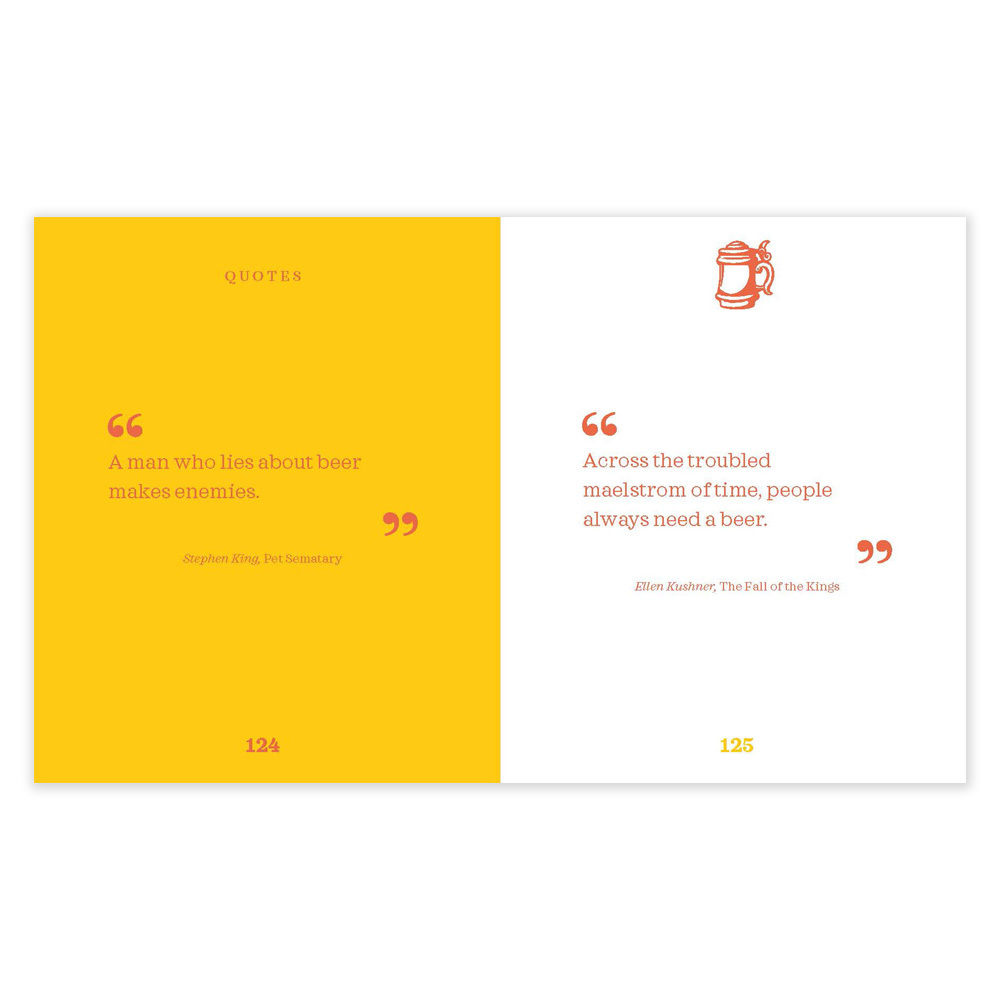 QUOTES
“
A man who lies about beer
makes enemies.
”
Stephen King, Pet Sematary
124
“
Across the troubled
maelstrom of time, people
always need a beer.
”
Ellen Kushner, The Fall of the Kings
125